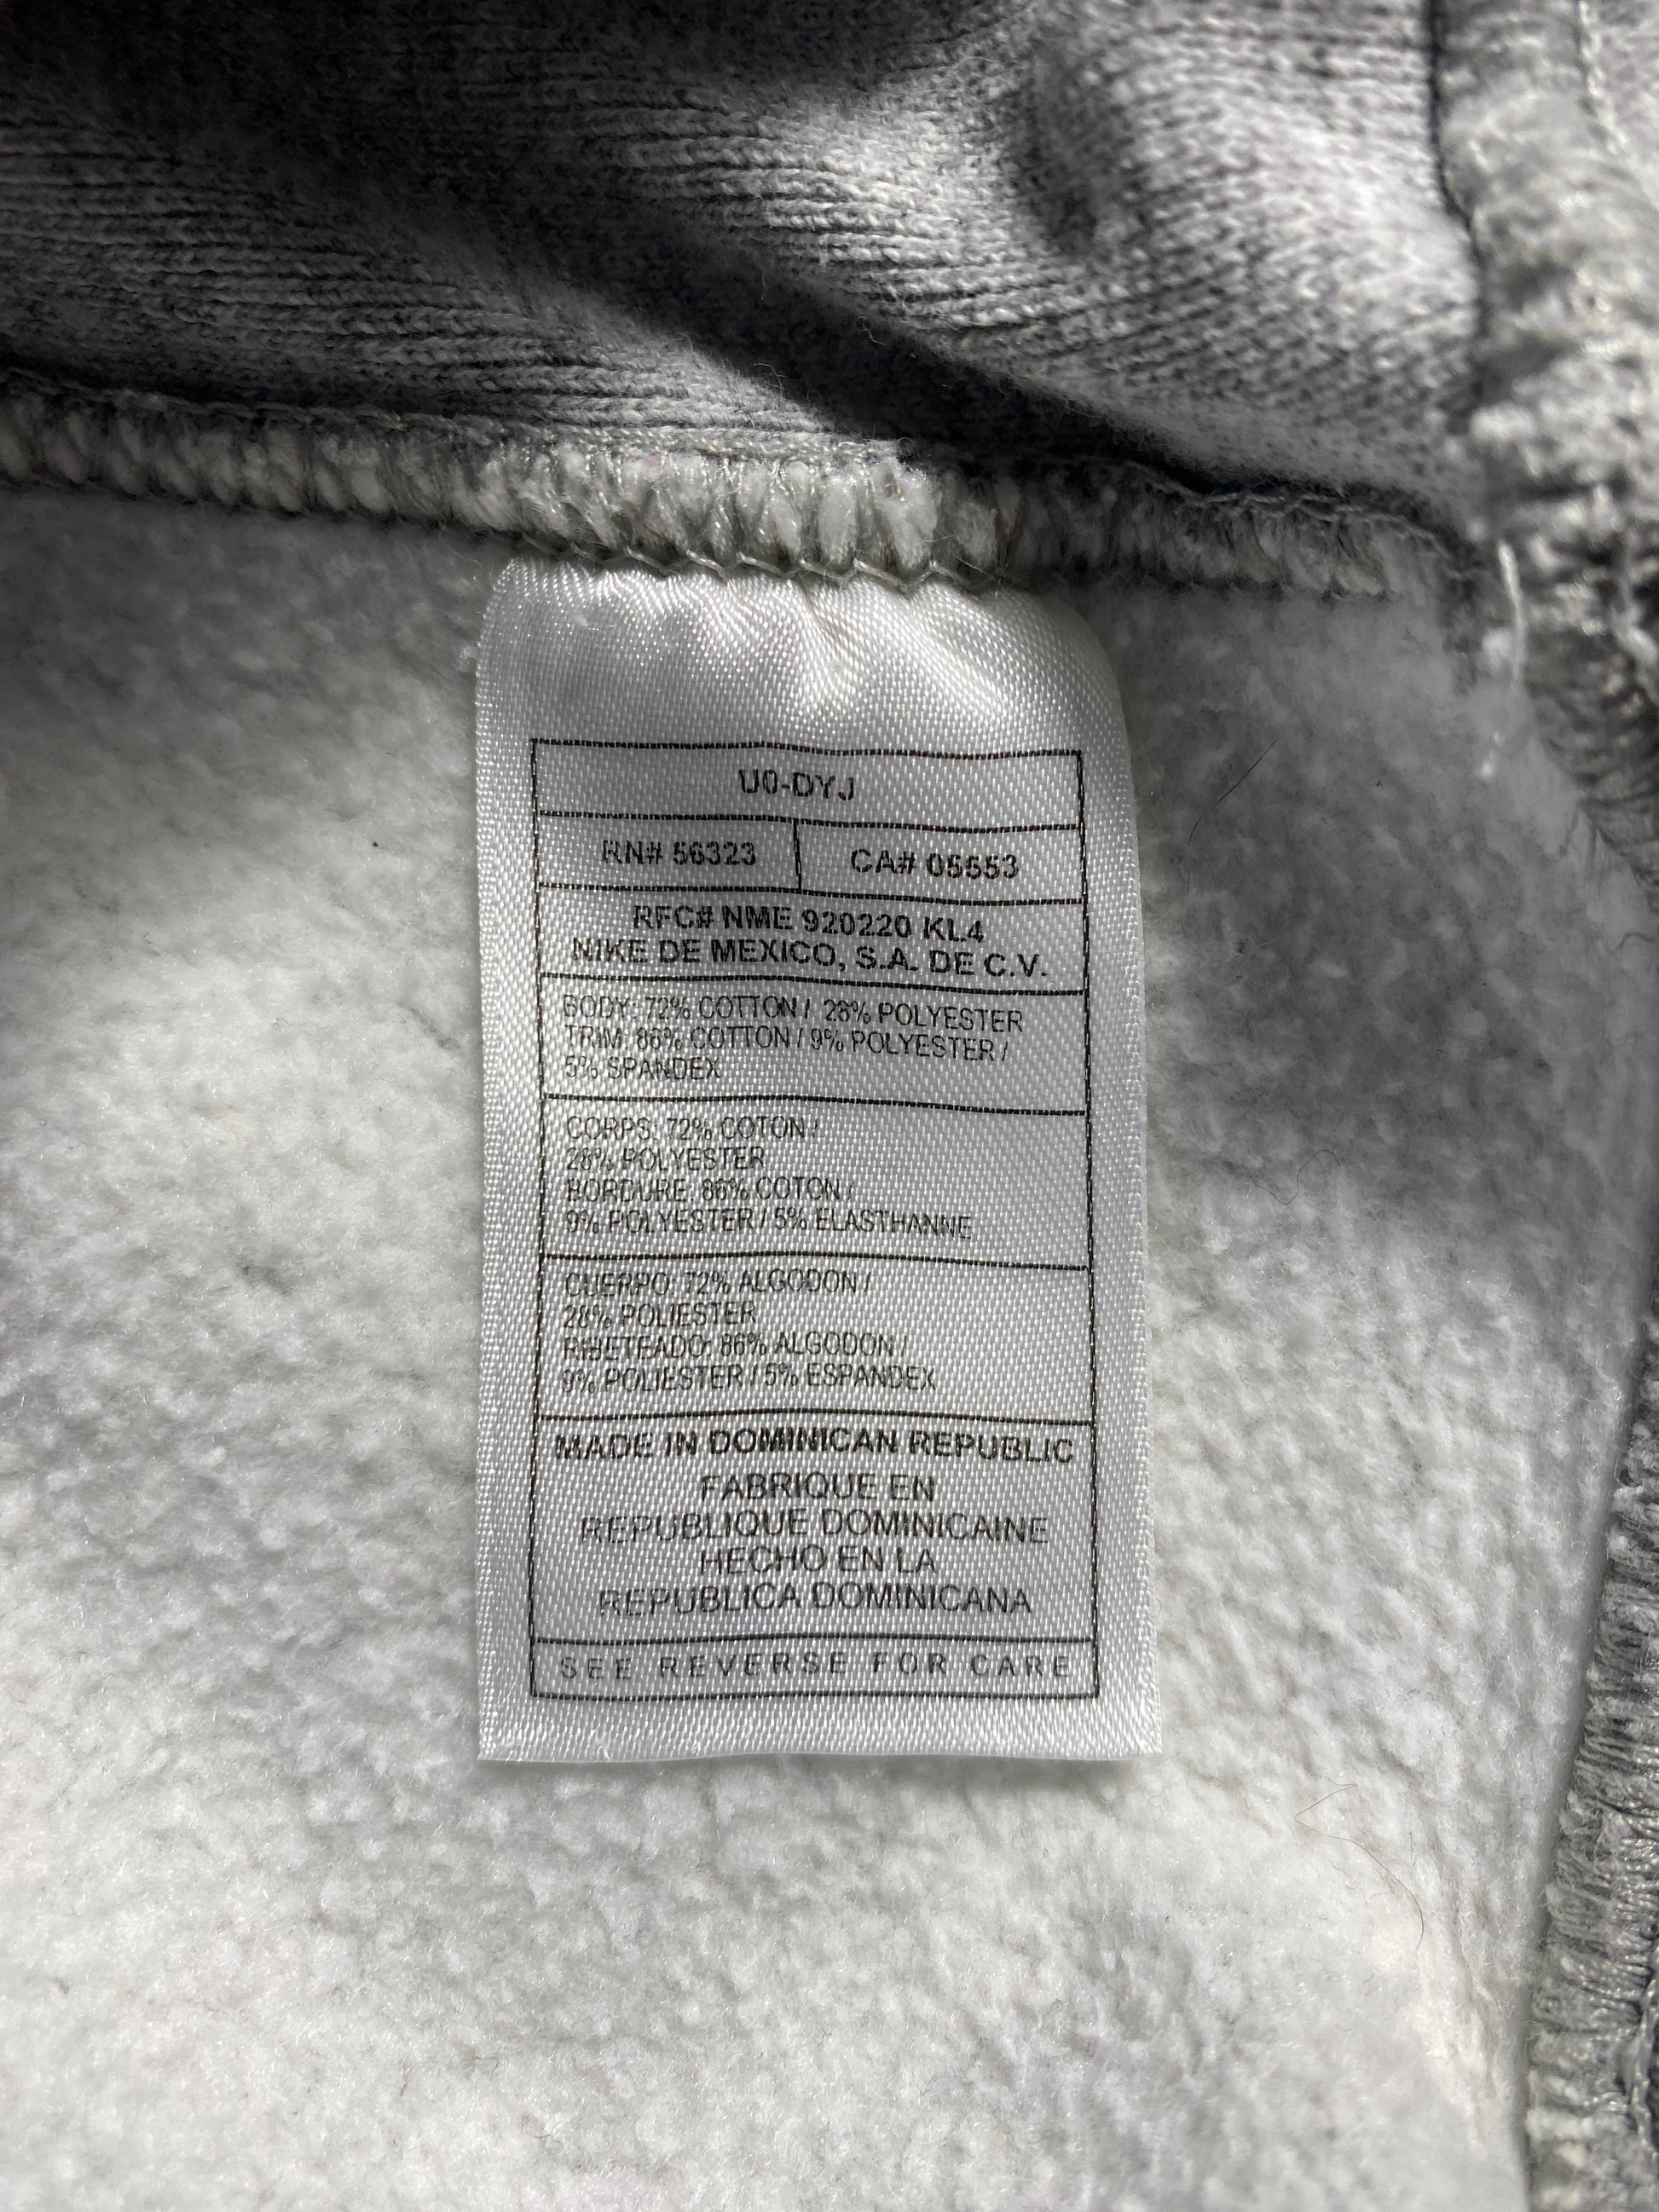 U0-DYJ
RN# 56323
CA# 05553
RFC# NME 920220 KL4
NIKE DE MEXICO, S.A. DE C.V.
BODY: 72% COTTON / 28% POLYESTER
TRIM: 86% COTTON / 9% POLYESTER /
5% SPANDEX
CORPS: 72% COTON /
28% POLYESTER
BORDURE: 86% COTON /
9% POLYESTER / 5% ELASTHANNE
CUERPO: 72% ALGODON /
28% POLIESTER
RIBETEADO: 86% ALGODON /
9% POLIESTER / 5% ESPANDEX
MADE IN DOMINICAN REPUBLIC
FABRIQUE EN
REPUBLIQUE DOMINICAINE
HECHO EN LA
REPUBLICA DOMINICANA
SEE REVERSE FOR CARE